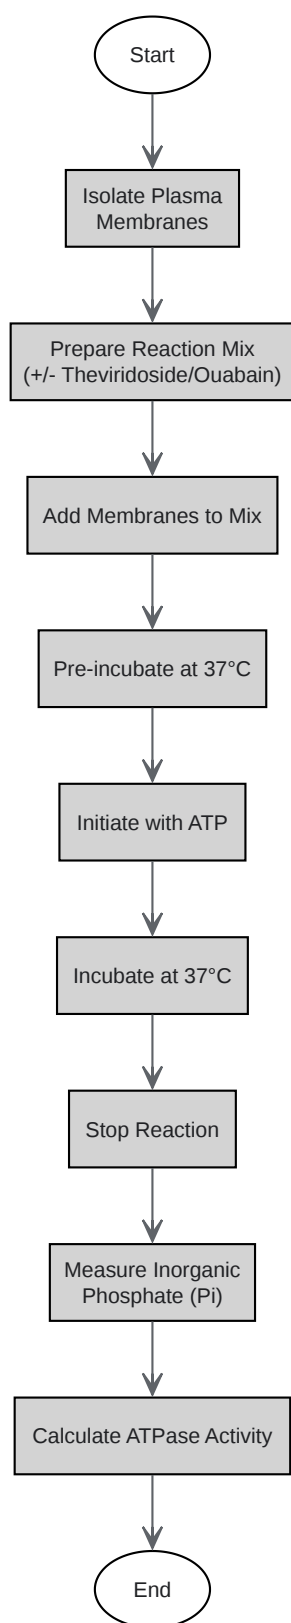 Start
Isolate Plasma
Membranes
Prepare Reaction Mix
(+/- Theviridoside/Ouabain)
Add Membranes to Mix
Pre-incubate at 37°C
Initiate with ATP
Incubate at 37°C
Stop Reaction
Measure Inorganic
Phosphate (Pi)
Calculate ATPase Activity
End